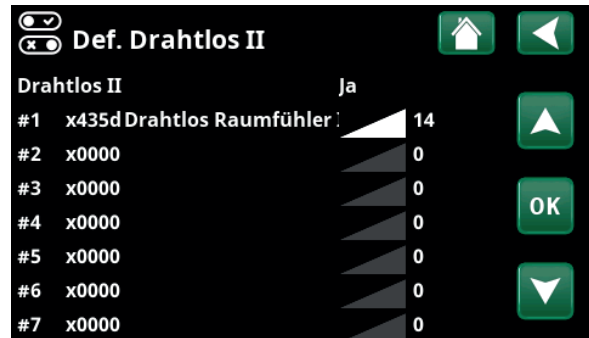 Def. Drahtlos II
Drahtlos II Ja
#1 x435d Drahtlos Raumfühler 14
#2 x0000 0
#3 x0000 0
#4 x0000 0
OK
#5 x0000 0
#6 x0000 0
#7 x0000 0